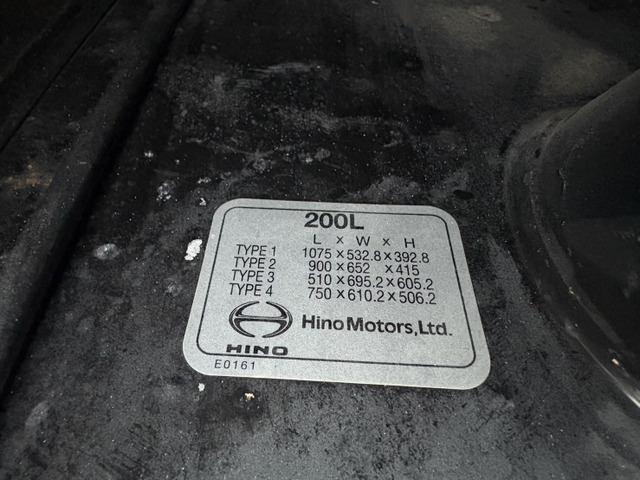 200L
L × W × H
TYPE 1 1075 × 532.8 × 392.8
TYPE 2 900 × 652 × 415
TYPE 3 510 × 695.2 × 605.2
TYPE 4 750 × 610.2 × 506.2
HINO Hino Motors, Ltd.
E0161